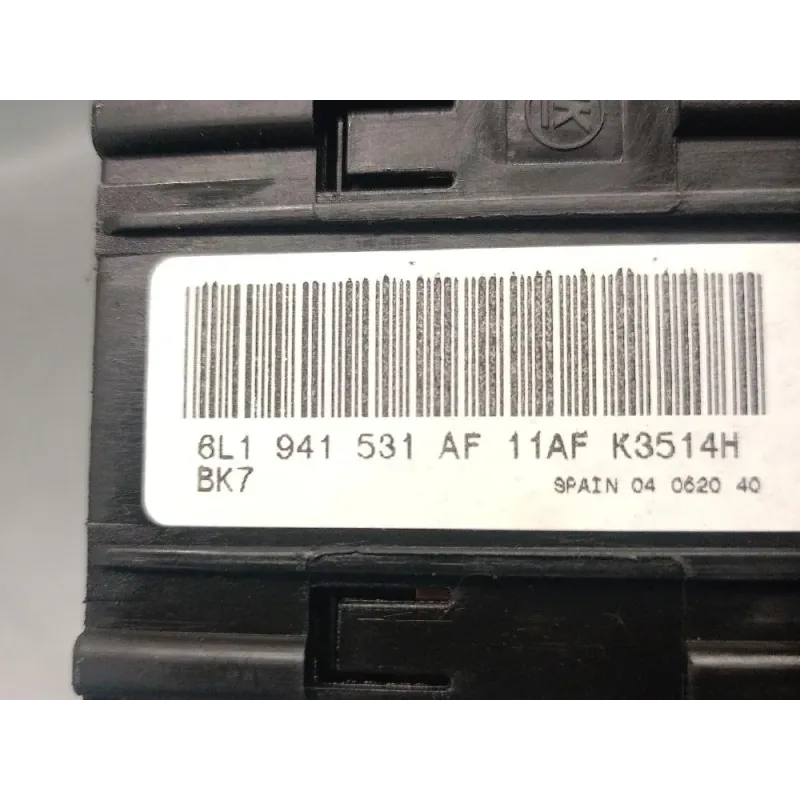 6L1 941 531 AF 11AF K3514H
BK7
SPAIN 04 0620 40